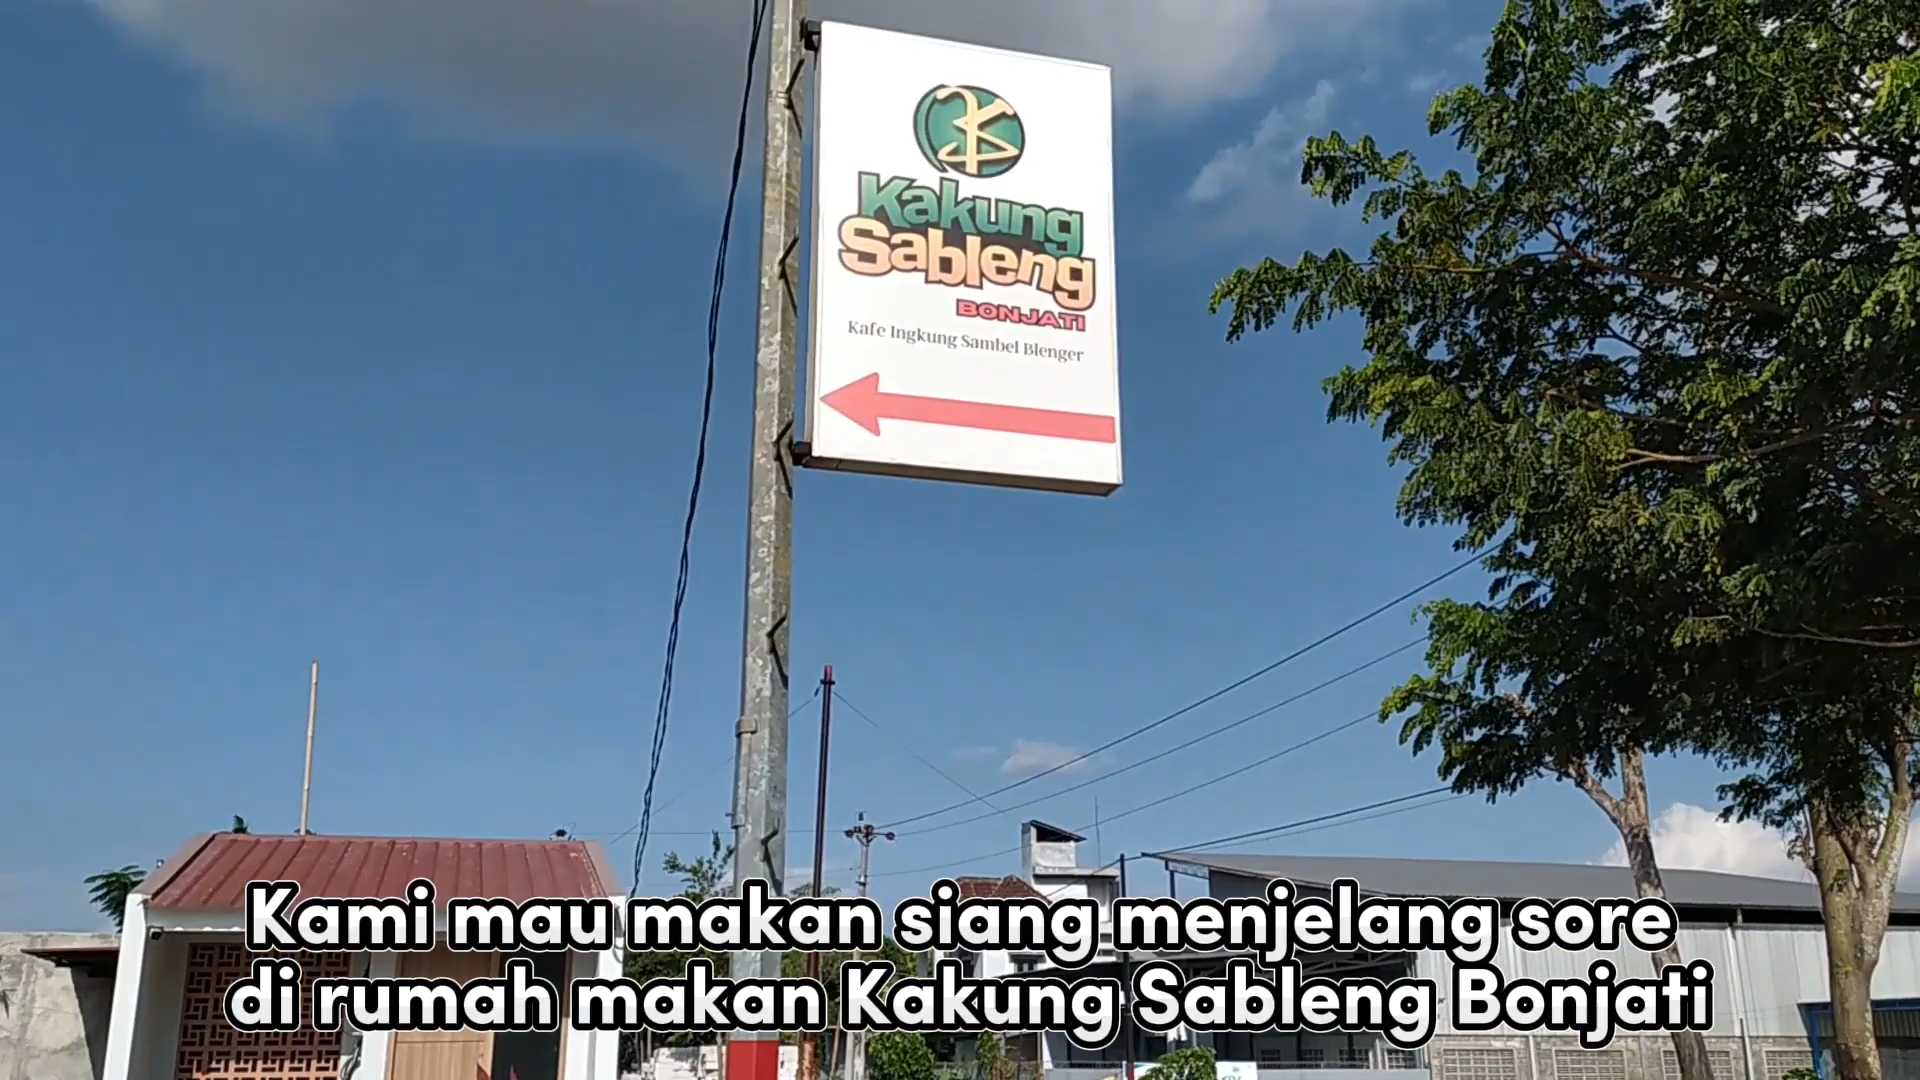 Kakung
Sableng
BONJATI
Kafe Ingkung Sambel Blenger
Kami mau makan siang menjelang sore
di rumah makan Kakung Sableng Bonjati